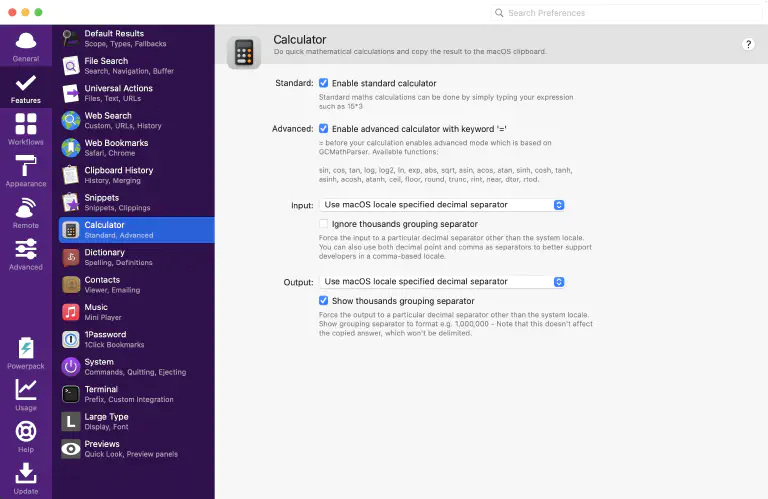 Search Preferences
General
Features
Workflows
Appearance
Remote
Advanced
Powerpack
Usage
Help
Update
Default Results
Scope, Types, Fallbacks
File Search
Search, Navigation, Buffer
Universal Actions
Files, Text, URLs
Web Search
Custom, URLs, History
Web Bookmarks
Safari, Chrome
Clipboard History
History, Merging
Snippets
Snippets, Clippings
Calculator
Standard, Advanced
Dictionary
Spelling, Definitions
Contacts
Viewer, Emailing
Music
Mini Player
1Password
1Click Bookmarks
System
Commands, Quitting, Ejecting
Terminal
Prefix, Custom Integration
L
Large Type
Display, Font
Previews
Quick Look, Preview panels
Calculator
Do quick mathematical calculations and copy the result to the macOS clipboard.
?
Standard: Enable standard calculator
Standard maths calculations can be done by simply typing your expression
such as 15*3
Advanced: Enable advanced calculator with keyword '='
= before your calculation enables advanced mode which is based on
GCMathParser. Available functions:
sin, cos, tan, log, log2, ln, exp, abs, sqrt, asin, acos, atan, sinh, cosh, tanh,
asinh, acosh, atanh, ceil, floor, round, trunc, rint, near, dtor, rtod.
Input: Use macOS locale specified decimal separator
Ignore thousands grouping separator
Force the input to a particular decimal separator other than the system locale.
You can also use both decimal point and comma as separators to better support
developers in a comma-based locale.
Output: Use macOS locale specified decimal separator
Show thousands grouping separator
Force the output to a particular decimal separator other than the system locale.
Show grouping separator to format e.g. 1,000,000 - Note that this doesn't affect
the copied answer, which won't be delimited.